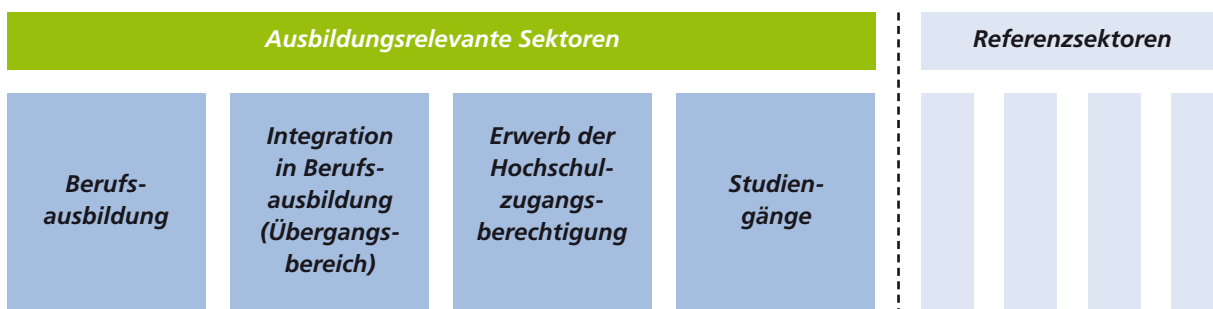 Ausbildungsrelevante Sektoren
Referenzsektoren
Berufs-
ausbildung
Integration
in Berufs-
ausbildung
(Übergangs-
bereich)
Erwerb der
Hochschul-
zugangs-
berechtigung
Studien-
gänge